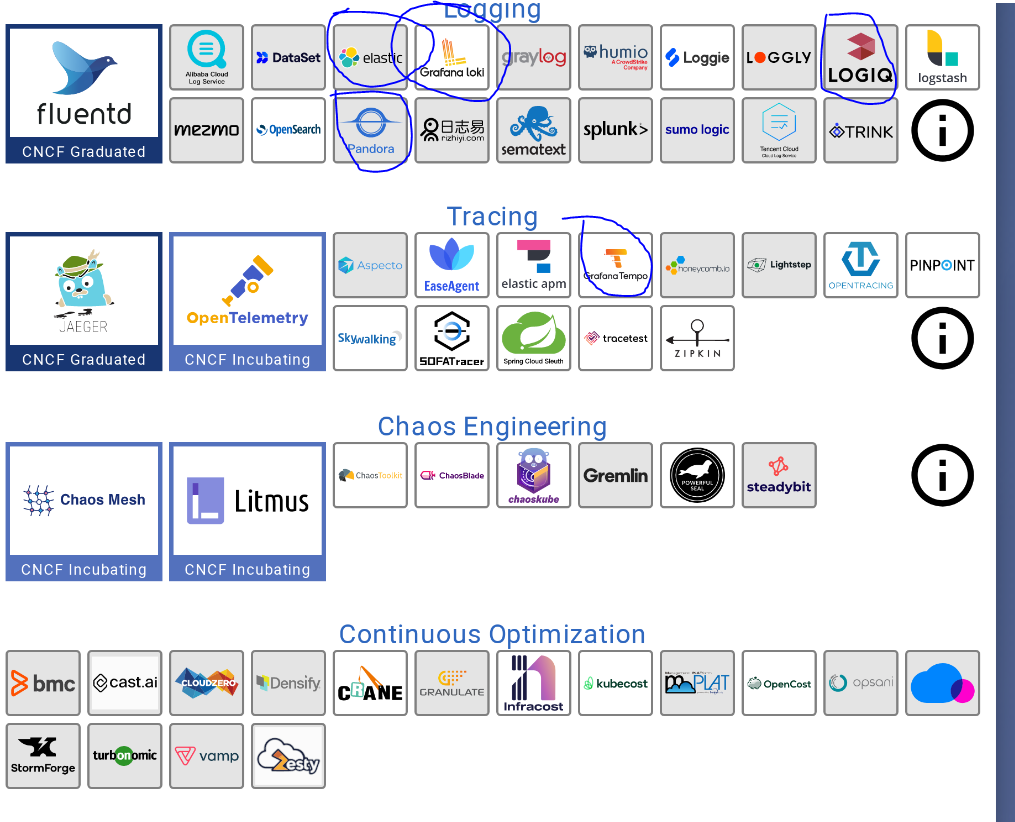 Logging
fluentd
CNCF Graduated
Alibaba Cloud
Log Service
DataSet
elastic
Grafana loki
graylog
humio
A CrowdStrike
Company
Loggie
LOGGLY
LOGIQ
logstash
mezmo
OpenSearch
Pandora
日志易
rizhiyi.com
sematext
splunk>
sumo logic
Tencent Cloud
Cloud Log Service
TRINK
i
Tracing
JAEGER
CNCF Graduated
OpenTelemetry
CNCF Incubating
Aspecto
EaseAgent
elastic apm
Grafana Tempo
honeycomb.io
Lightstep
OPENTRACING
PINPOINT
Skywalking
SOFATracer
Spring Cloud Sleuth
tracetest
ZIPKIN
i
Chaos Engineering
Chaos Mesh
CNCF Incubating
Litmus
CNCF Incubating
ChaosToolkit
ChaosBlade
chaoskube
Gremlin
POWERFUL
SEAL
steadybit
i
Continuous Optimization
bmc
cast.ai
CLOUDZERO
Densify
CRANE
GRANULATE
Infracost
kubecost
PLAT
OpenCost
opsani
StormForge
turbonomic
vamp
Zesty